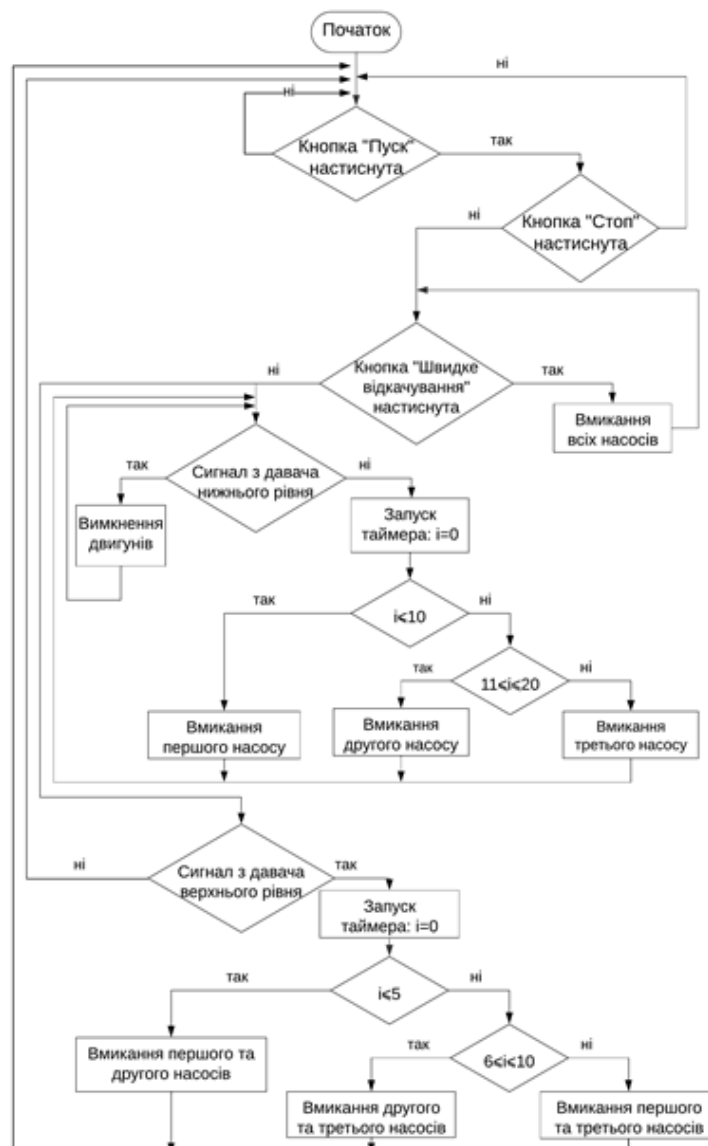 Початок
ні
ні
Кнопка "Пуск"
настиснута
так
ні
Кнопка "Стоп"
настиснута
ні
Кнопка "Швидке
відкачування"
настиснута
так
Вмикання
всіх насосів
так
Сигнал з давача
нижнього рівня
ні
Вимкнення
двигунів
Запуск
таймера: i=0
так
i⩽10
ні
так
11⩽i⩽20
ні
Вмикання
першого насосу
Вмикання
другого насосу
Вмикання
третього насосу
ні
Сигнал з давача
верхнього рівня
так
Запуск
таймера: i=0
так
i⩽5
ні
Вмикання першого та
другого насосів
так
6⩽i⩽10
ні
Вмикання другого
та третього насосів
Вмикання першого
та третього насосів